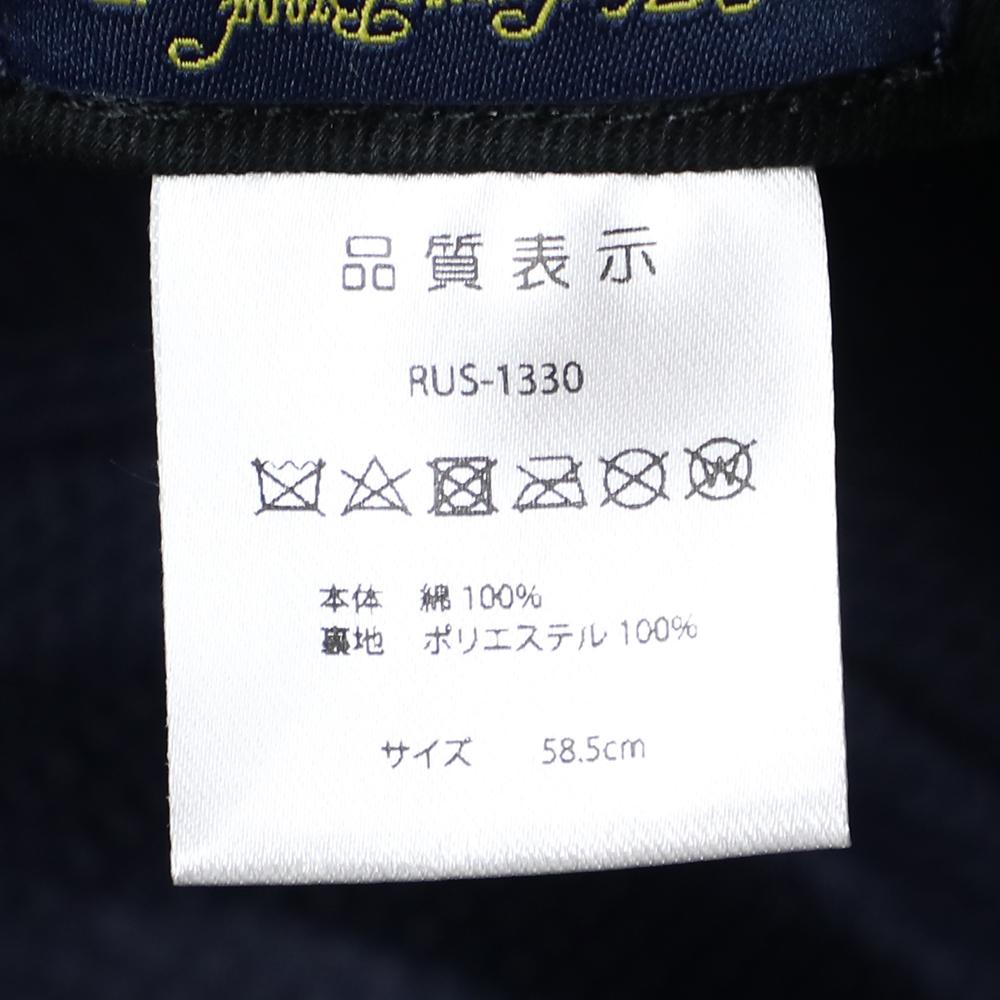 品質表示
RUS-1330
本体 綿 100%
裏地 ポリエステル 100%
サイズ 58.5cm